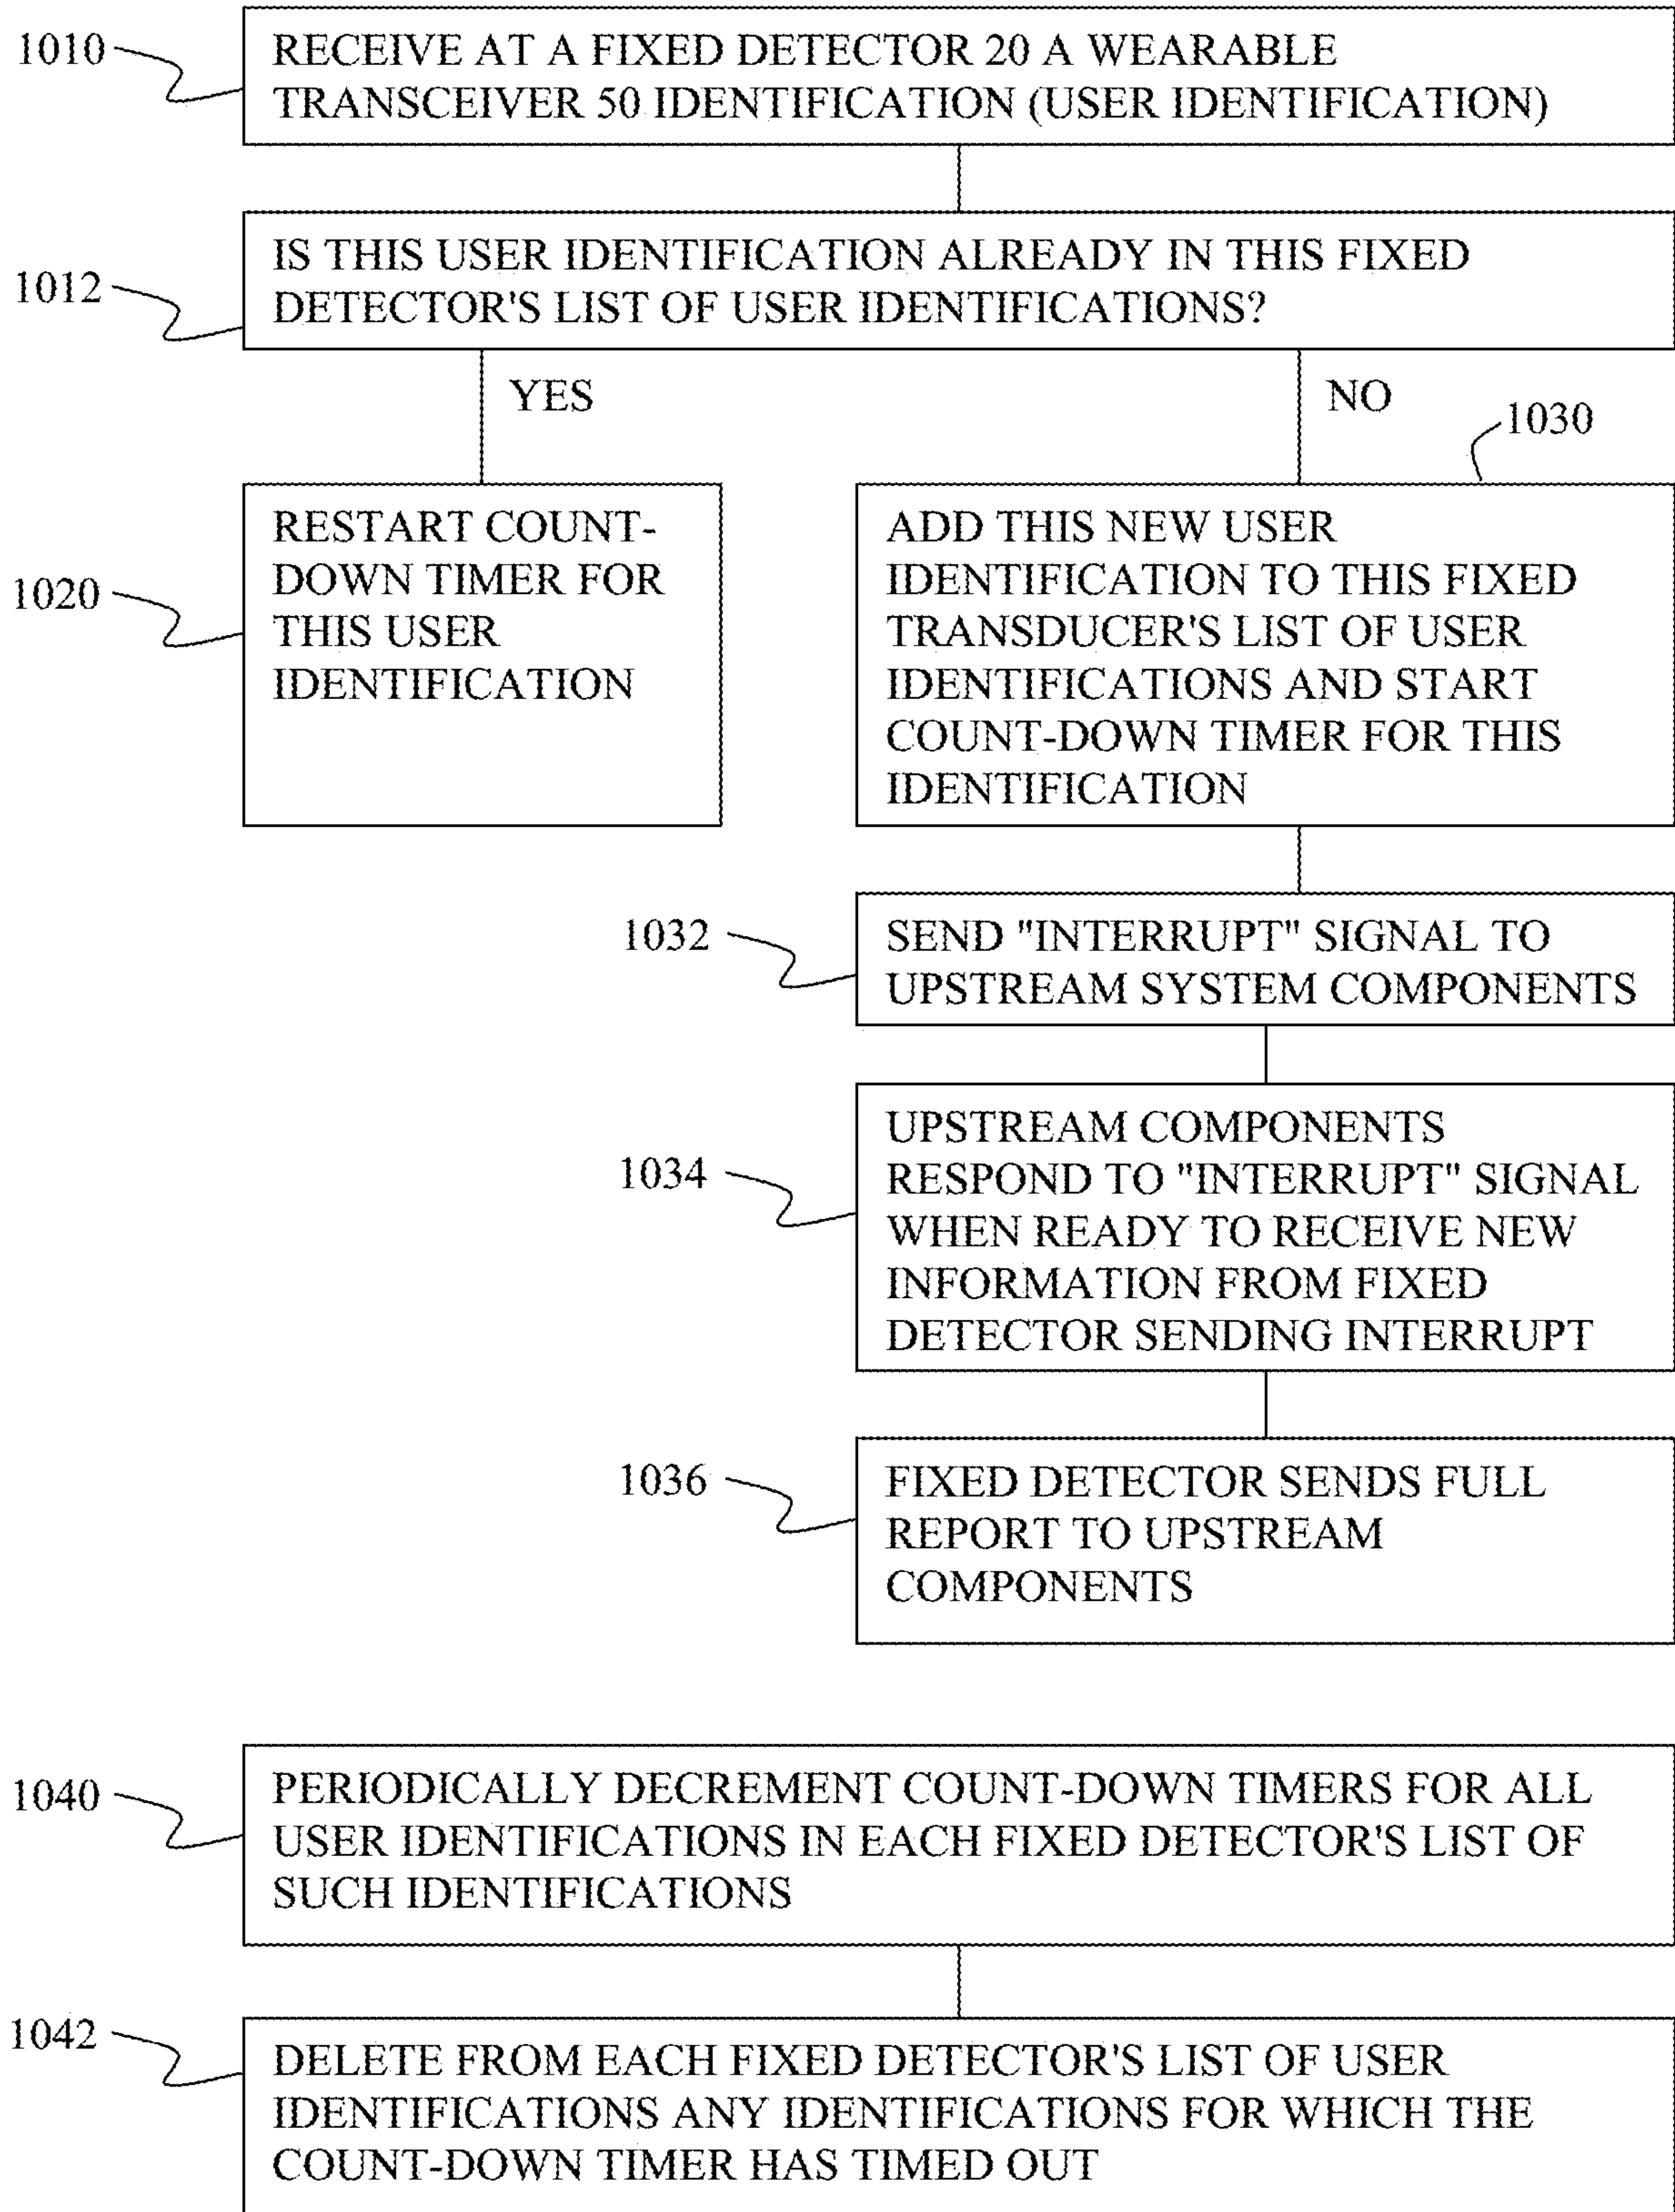 1010
RECEIVE AT A FIXED DETECTOR 20 A WEARABLE
TRANSCEIVER 50 IDENTIFICATION (USER IDENTIFICATION)
1012
IS THIS USER IDENTIFICATION ALREADY IN THIS FIXED
DETECTOR'S LIST OF USER IDENTIFICATIONS?
YES
NO
1030
1020
RESTART COUNT-
DOWN TIMER FOR
THIS USER
IDENTIFICATION
ADD THIS NEW USER
IDENTIFICATION TO THIS FIXED
TRANSDUCER'S LIST OF USER
IDENTIFICATIONS AND START
COUNT-DOWN TIMER FOR THIS
IDENTIFICATION
1032
SEND "INTERRUPT" SIGNAL TO
UPSTREAM SYSTEM COMPONENTS
1034
UPSTREAM COMPONENTS
RESPOND TO "INTERRUPT" SIGNAL
WHEN READY TO RECEIVE NEW
INFORMATION FROM FIXED
DETECTOR SENDING INTERRUPT
1036
FIXED DETECTOR SENDS FULL
REPORT TO UPSTREAM
COMPONENTS
1040
PERIODICALLY DECREMENT COUNT-DOWN TIMERS FOR ALL
USER IDENTIFICATIONS IN EACH FIXED DETECTOR'S LIST OF
SUCH IDENTIFICATIONS
1042
DELETE FROM EACH FIXED DETECTOR'S LIST OF USER
IDENTIFICATIONS ANY IDENTIFICATIONS FOR WHICH THE
COUNT-DOWN TIMER HAS TIMED OUT